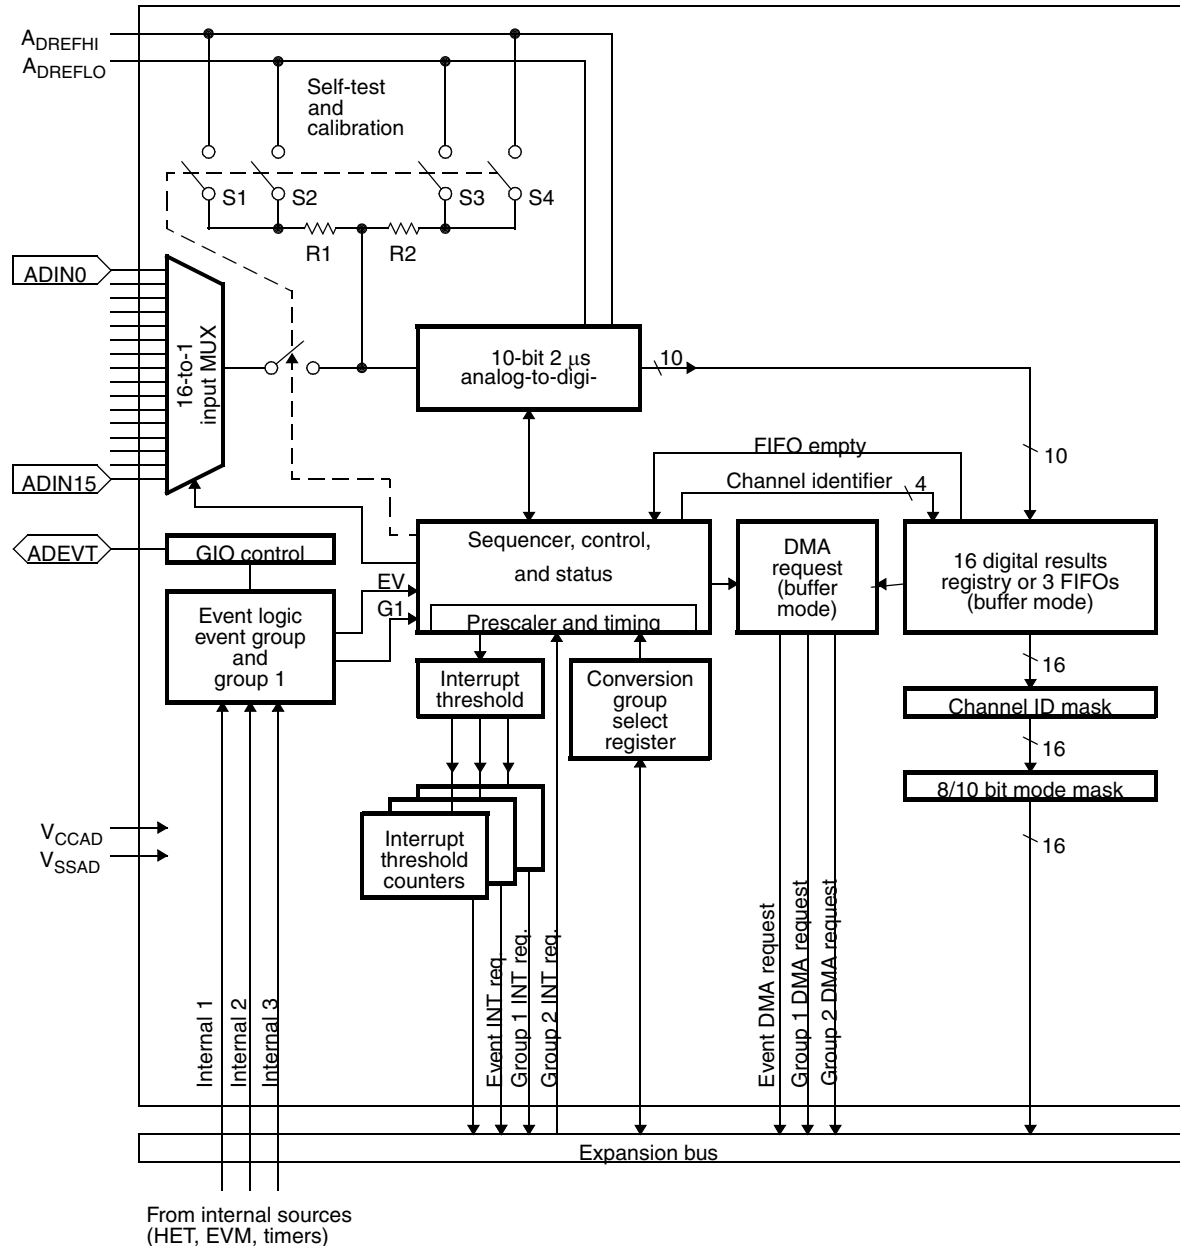 ADREFHI
ADREFLO
Self-test
and
calibration
S1
S2
S3
S4
R1
R2
ADIN0
16-to-1
input MUX
10-bit 2 μs
analog-to-digi-
10
10
FIFO empty
Channel identifier
4
ADIN15
ADEVT
GIO control
Sequencer, control,
and status
DMA
request
(buffer
mode)
16 digital results
registry or 3 FIFOs
(buffer mode)
EV
G1
Prescaler and timing
Event logic
event group
and
group 1
Interrupt
threshold
Conversion
group
select
register
16
Channel ID mask
16
8/10 bit mode mask
16
VCCAD
VSSAD
Interrupt
threshold
counters
Internal 1
Internal 2
Internal 3
Event INT req.
Group 1 INT req.
Group 2 INT req.
Event DMA request
Group 1 DMA request
Group 2 DMA request
Expansion bus
From internal sources
(HET, EVM, timers)